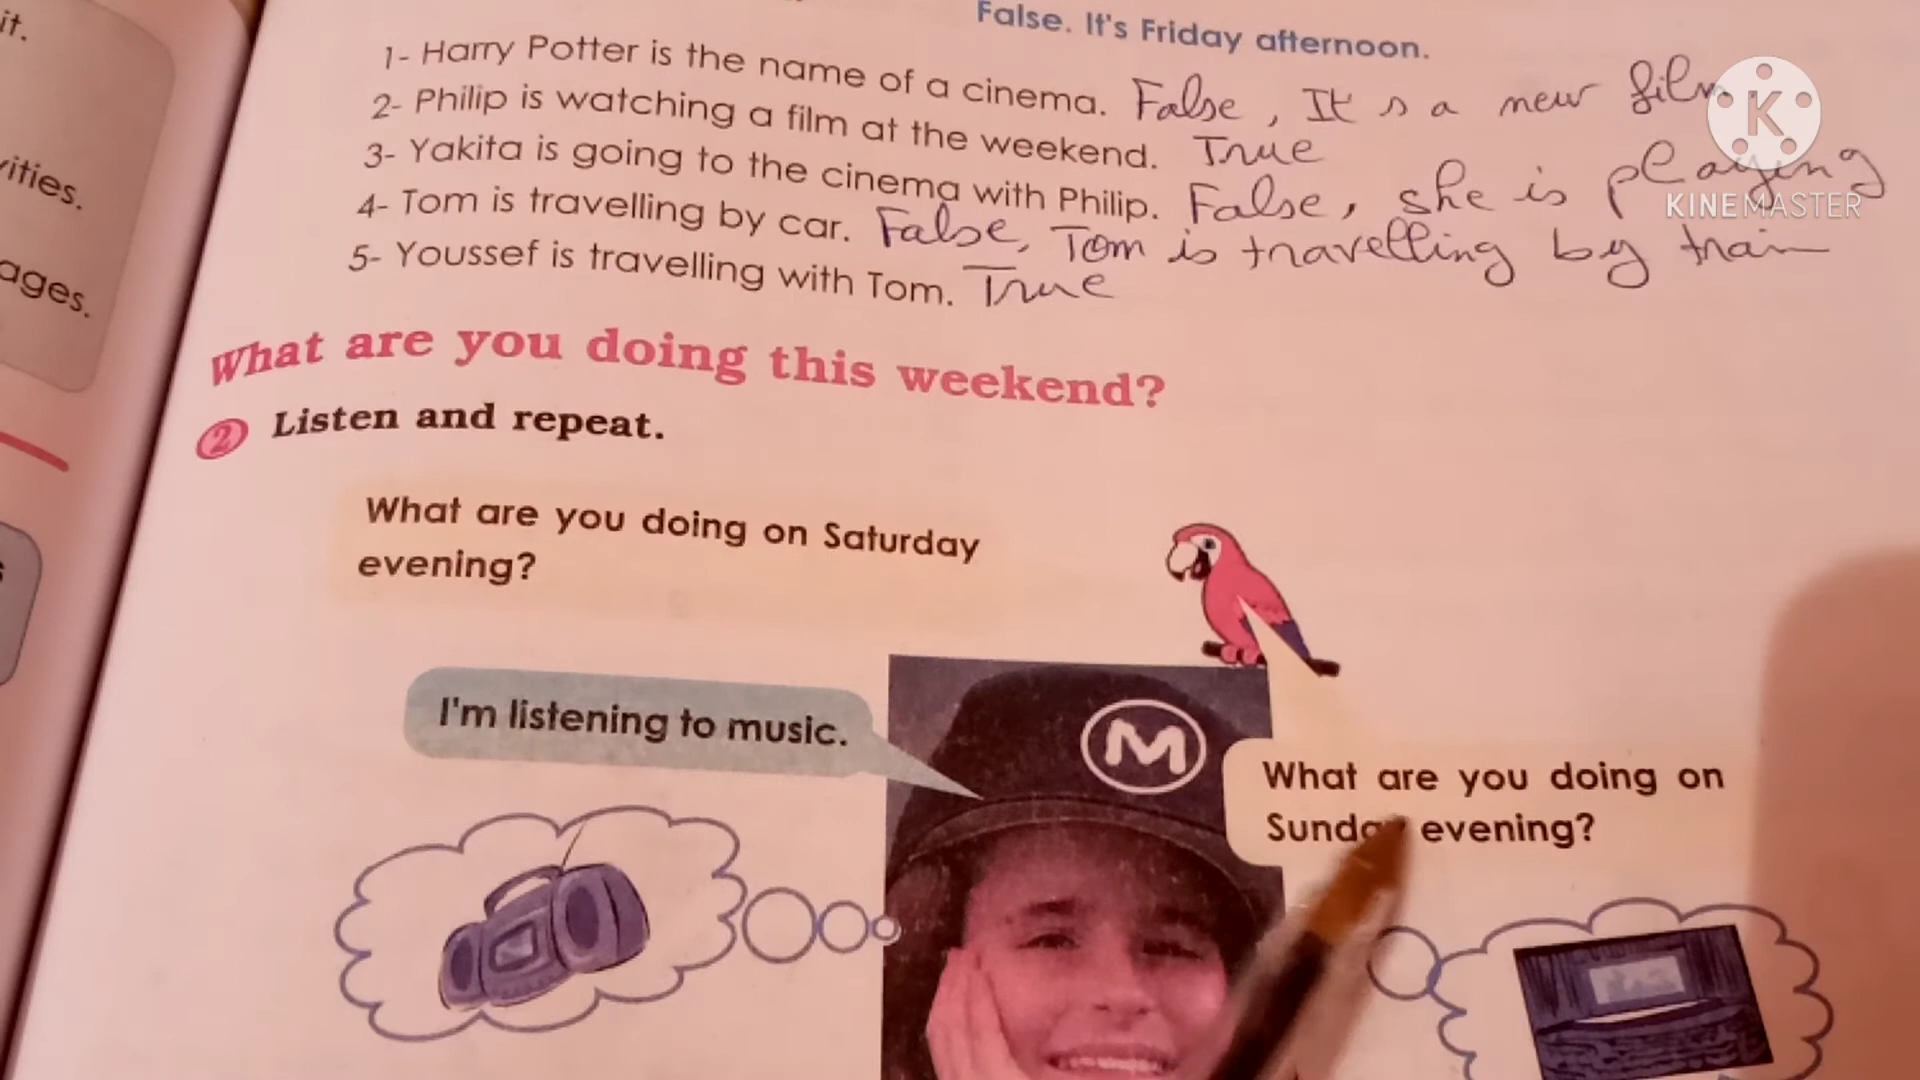 it.
vities.
ages.
False. It's Friday afternoon.
1- Harry Potter is the name of a cinema. False, It s a new film
2- Philip is watching a film at the weekend. True
3- Yakita is going to the cinema with Philip. False, she is playing
4- Tom is travelling by car. False, Tom is travelling by train
5- Youssef is travelling with Tom. True
K
KINEMASTER
What are you doing this weekend?
2 Listen and repeat.
What are you doing on Saturday
evening?
I'm listening to music.
M
What are you doing on
Sunday evening?